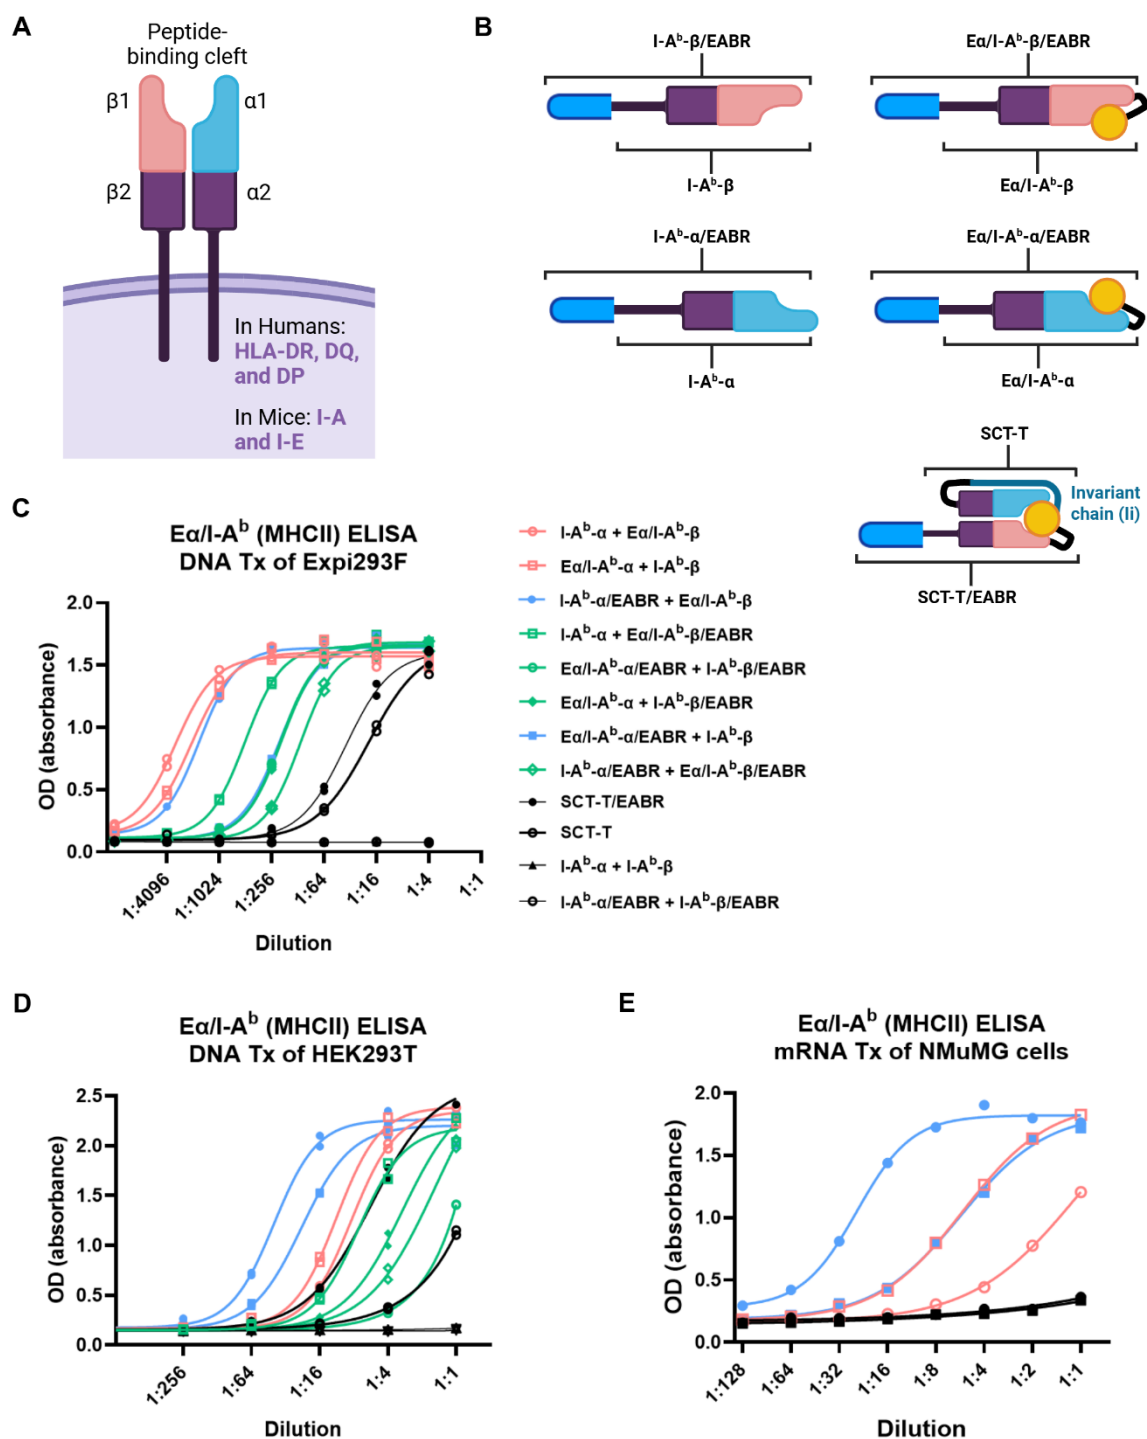 A
Peptide-
binding cleft
β1
α1
β2
α2
In Humans:
HLA-DR, DQ,
and DP
In Mice: I-A
and I-E
B
I-Aᵇ-β/EABR
I-Aᵇ-β
Eα/I-Aᵇ-β/EABR
Eα/I-Aᵇ-β
I-Aᵇ-α/EABR
I-Aᵇ-α
Eα/I-Aᵇ-α/EABR
Eα/I-Aᵇ-α
SCT-T
Invariant
chain (Ii)
SCT-T/EABR
C
Eα/I-Aᵇ (MHCII) ELISA
DNA Tx of Expi293F
OD (absorbance)
2.0
1.5
1.0
0.5
0.0
1:4096
1:1024
1:256
1:64
1:16
1:4
1:1
Dilution
I-Aᵇ-α + Eα/I-Aᵇ-β
Eα/I-Aᵇ-α + I-Aᵇ-β
I-Aᵇ-α/EABR + Eα/I-Aᵇ-β
I-Aᵇ-α + Eα/I-Aᵇ-β/EABR
Eα/I-Aᵇ-α/EABR + I-Aᵇ-β/EABR
Eα/I-Aᵇ-α + I-Aᵇ-β/EABR
Eα/I-Aᵇ-α/EABR + I-Aᵇ-β
I-Aᵇ-α/EABR + Eα/I-Aᵇ-β/EABR
SCT-T/EABR
SCT-T
I-Aᵇ-α + I-Aᵇ-β
I-Aᵇ-α/EABR + I-Aᵇ-β/EABR
D
Eα/I-Aᵇ (MHCII) ELISA
DNA Tx of HEK293T
OD (absorbance)
2.5
2.0
1.5
1.0
0.5
0.0
1:256
1:64
1:16
1:4
1:1
Dilution
E
Eα/I-Aᵇ (MHCII) ELISA
mRNA Tx of NMuMG cells
OD (absorbance)
2.0
1.5
1.0
0.5
0.0
1:128
1:64
1:32
1:16
1:8
1:4
1:2
1:1
Dilution